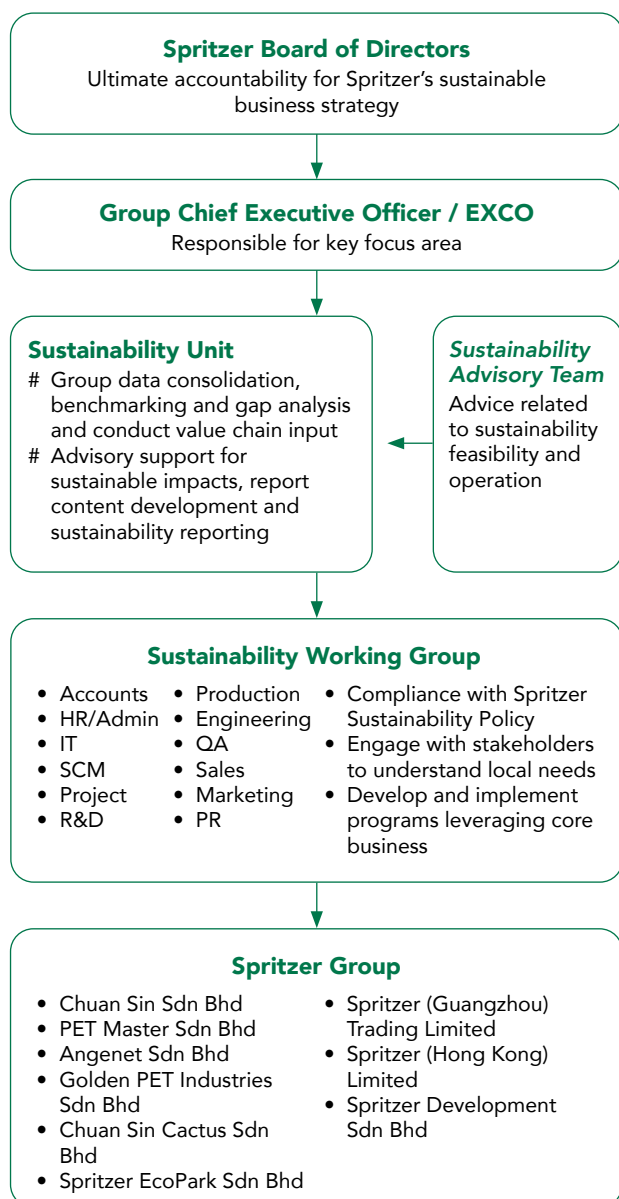 Spritzer Board of Directors
Ultimate accountability for Spritzer's sustainable
business strategy
Group Chief Executive Officer / EXCO
Responsible for key focus area
Sustainability Unit
# Group data consolidation,
benchmarking and gap analysis
and conduct value chain input
# Advisory support for
sustainable impacts, report
content development and
sustainability reporting
Sustainability
Advisory Team
Advice related
to sustainability
feasibility and
operation
Sustainability Working Group
• Accounts
• HR/Admin
• IT
• SCM
• Project
• R&D
• Production
• Engineering
• QA
• Sales
• Marketing
• PR
• Compliance with Spritzer
Sustainability Policy
• Engage with stakeholders
to understand local needs
• Develop and implement
programs leveraging core
business
Spritzer Group
• Chuan Sin Sdn Bhd
• PET Master Sdn Bhd
• Angenet Sdn Bhd
• Golden PET Industries
Sdn Bhd
• Chuan Sin Cactus Sdn
Bhd
• Spritzer EcoPark Sdn Bhd
• Spritzer (Guangzhou)
Trading Limited
• Spritzer (Hong Kong)
Limited
• Spritzer Development
Sdn Bhd